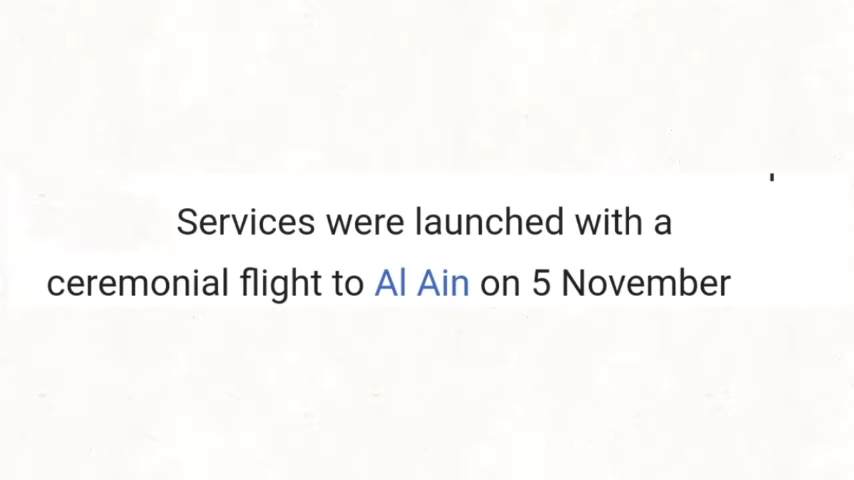 Services were launched with a
ceremonial flight to Al Ain on 5 November